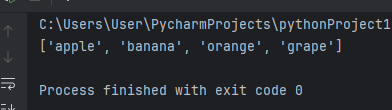 C:\Users\User\PycharmProjects\pythonProject1
['apple', 'banana', 'orange', 'grape']
Process finished with exit code 0